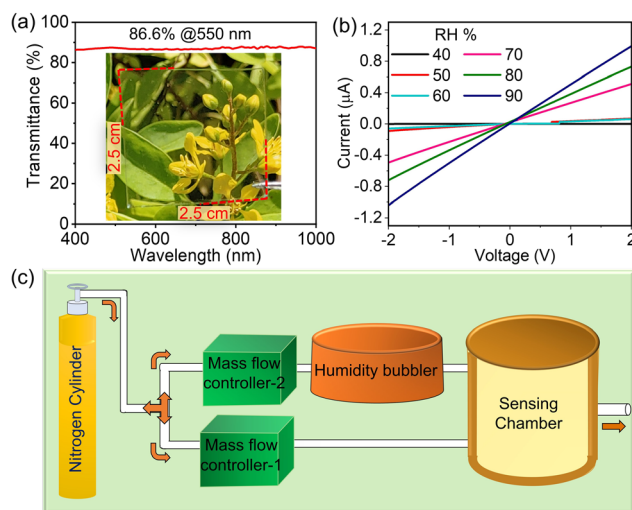 (a)
86.6% @550 nm
Transmittance (%)
100
80
60
40
20
0
2.5 cm
2.5 cm
400
600
800
1000
Wavelength (nm)
(b)
RH %
40
70
50
80
60
90
Current (μA)
1.2
0.8
0.4
0.0
-0.4
-0.8
-1.2
-2
-1
0
1
2
Voltage (V)
(c)
Nitrogen Cylinder
Mass flow
controller-2
Humidity bubbler
Mass flow
controller-1
Sensing
Chamber